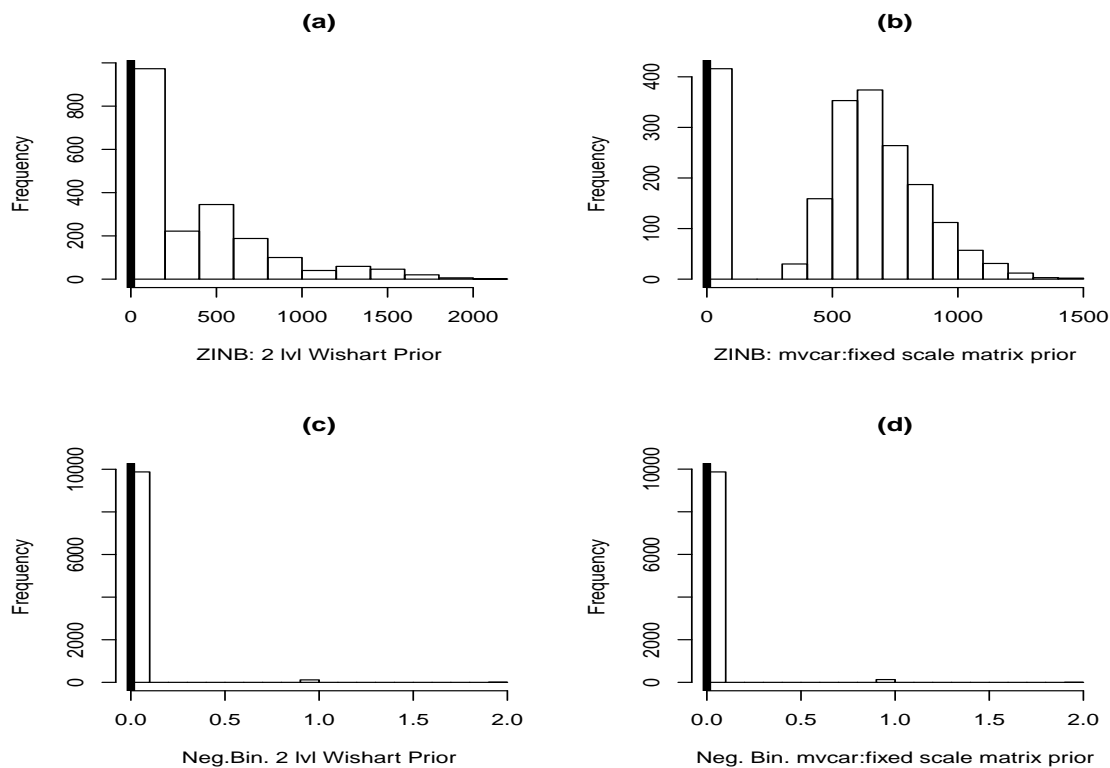 (a)
Frequency
0 200 400 600 800
0 500 1000 1500 2000
ZINB: 2 lvl Wishart Prior
(b)
Frequency
0 100 200 300 400
0 500 1000 1500
ZINB: mvcar:fixed scale matrix prior
(c)
Frequency
0 2000 6000 10000
0.0 0.5 1.0 1.5 2.0
Neg.Bin. 2 lvl Wishart Prior
(d)
Frequency
0 2000 6000 10000
0.0 0.5 1.0 1.5 2.0
Neg. Bin. mvcar:fixed scale matrix prior